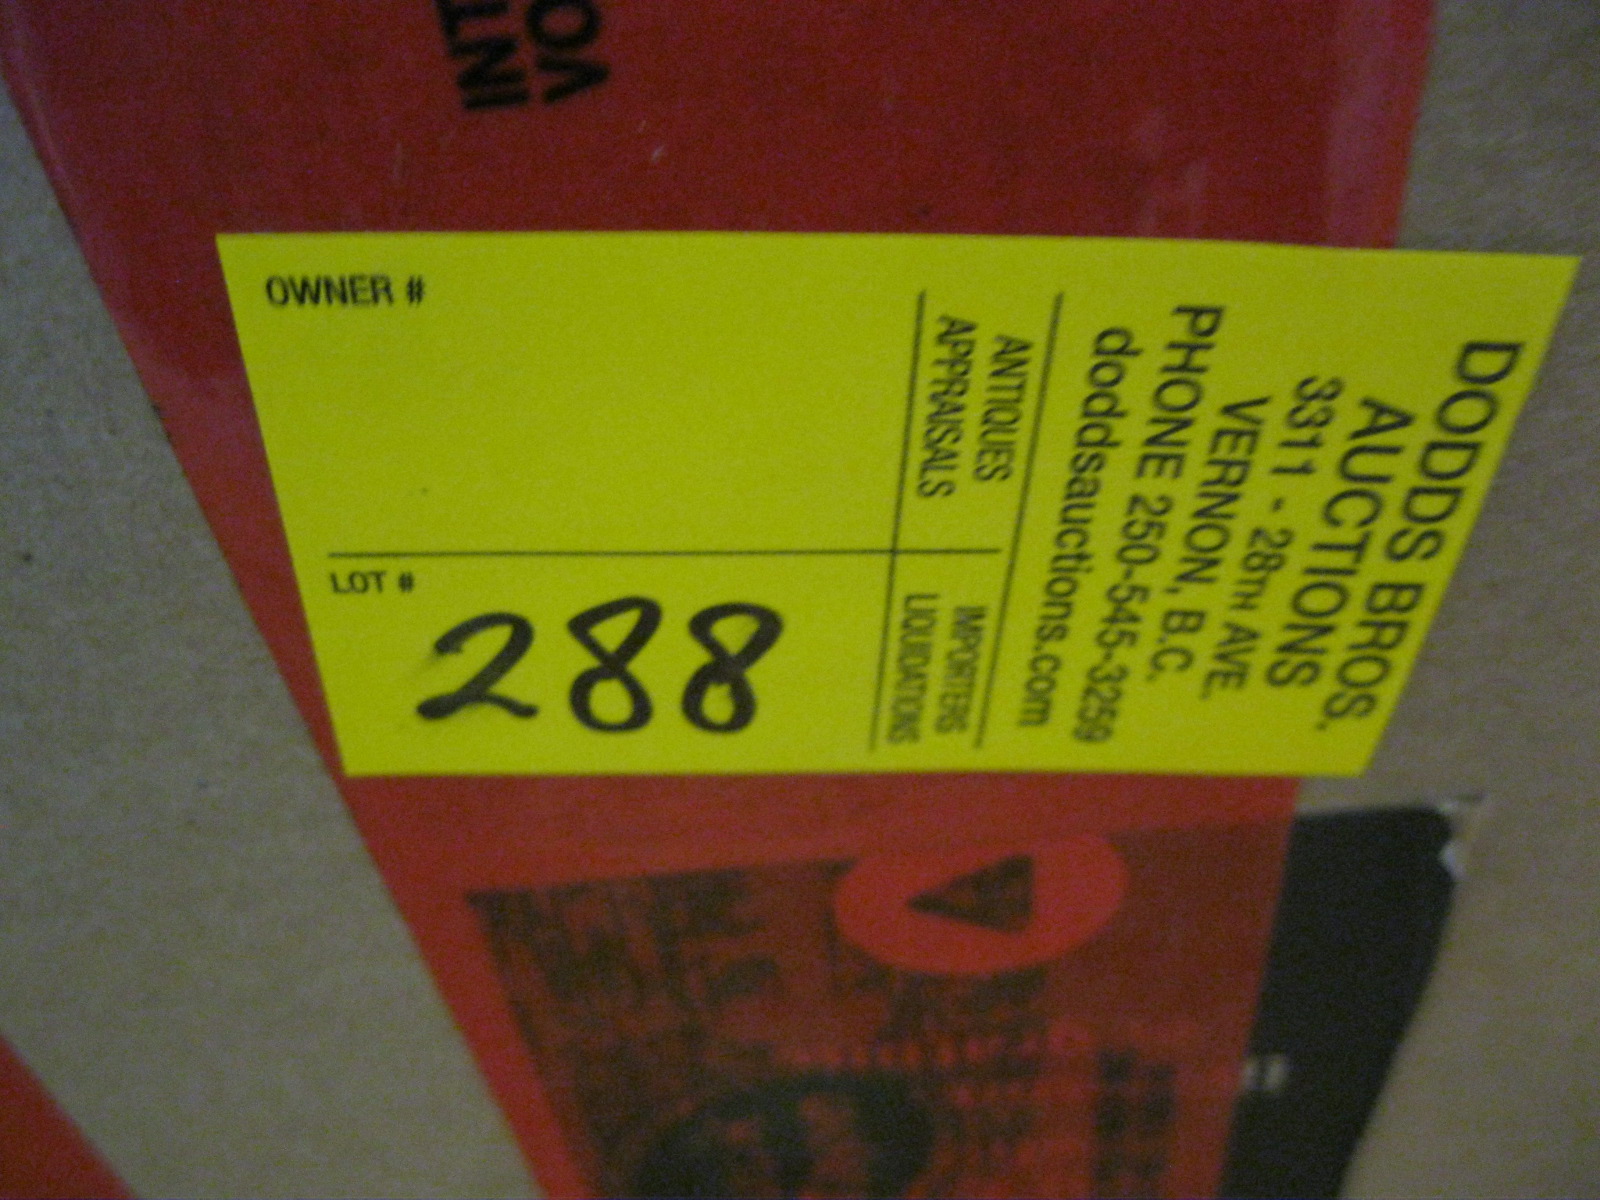 DODDS BROS.
AUCTIONS
3311 - 28TH AVE.
VERNON, B.C.
PHONE 250-545-3259
doddsauctions.com
ANTIQUES
APPRAISALS
IMPORTERS
LIQUIDATIONS
OWNER #
LOT #
288